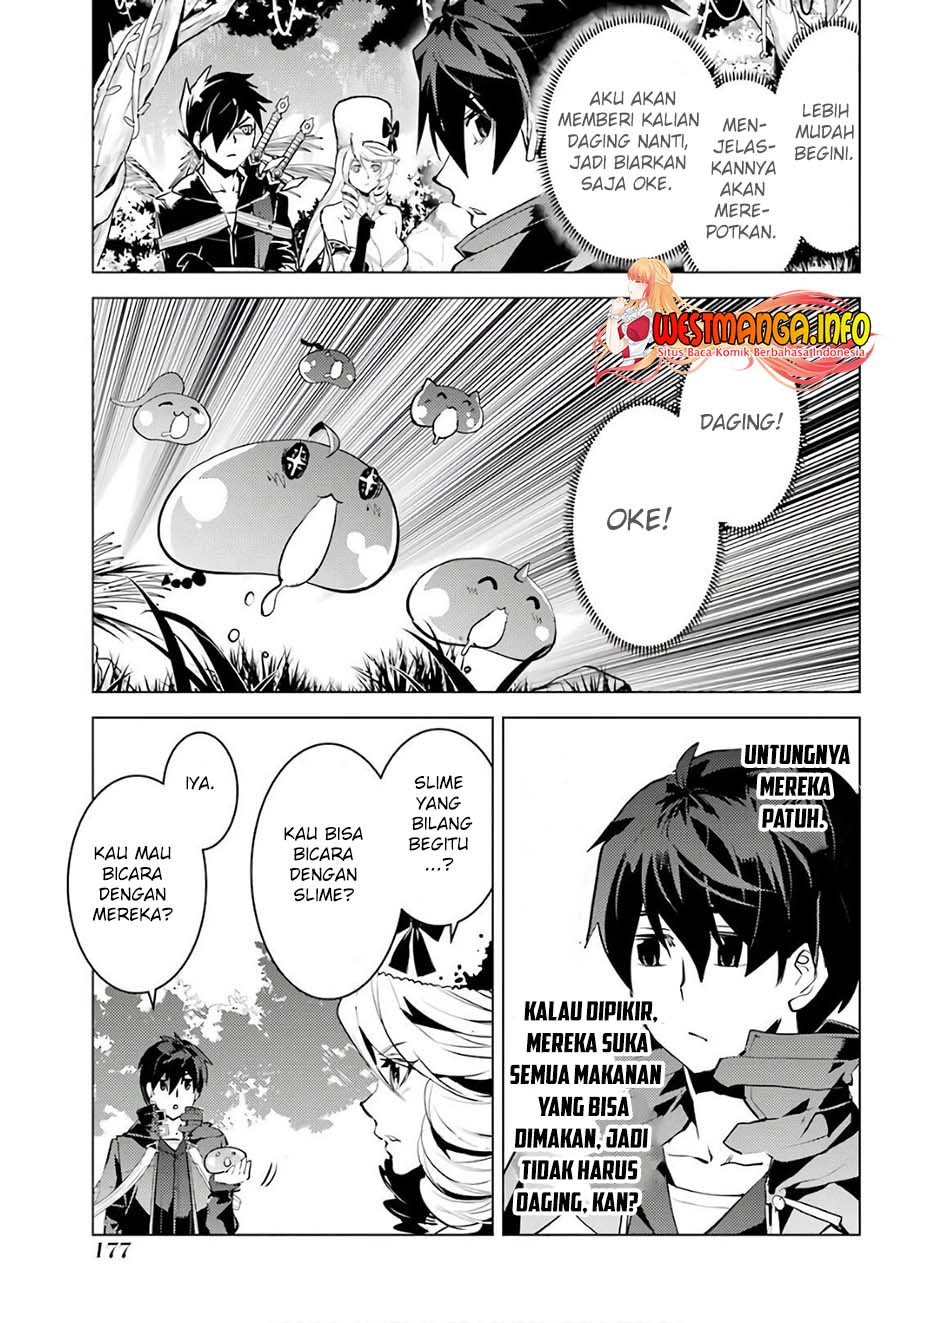 LEBIH
MUDAH
BEGINI.
MEN-
JELAS-
KANNYA
AKAN
MERE-
POTKAN.
AKU AKAN
MEMBERI KALIAN
DAGING NANTI,
JADI BIARKAN
SAJA OKE.
WESTMANGA.INFO
Situs Baca Komik Berbahasa Indonesia
DAGING!
OKE!
UNTUNGNYA
MEREKA
PATUH.
KALAU DIPIKIR,
MEREKA SUKA
SEMUA MAKANAN
YANG BISA
DIMAKAN, JADI
TIDAK HARUS
DAGING, KAN?
SLIME
YANG
BILANG
BEGITU
...?
KAU BISA
BICARA
DENGAN
SLIME?
IYA.
KAU MAU
BICARA
DENGAN
MEREKA?
177